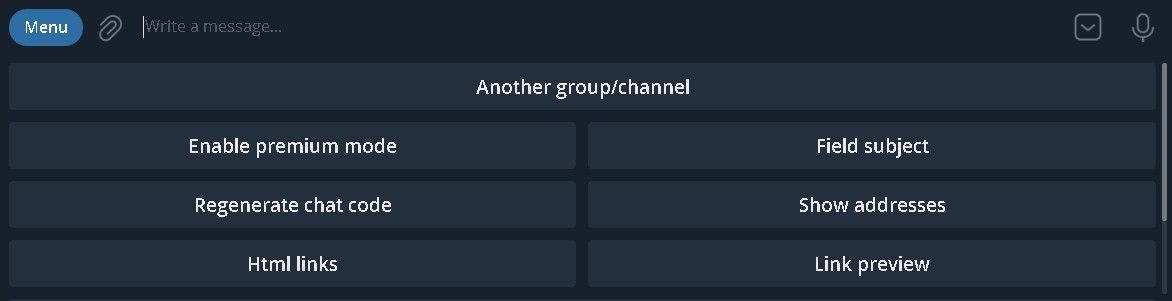 Menu
Write a message...
Another group/channel
Enable premium mode
Field subject
Regenerate chat code
Show addresses
Html links
Link preview